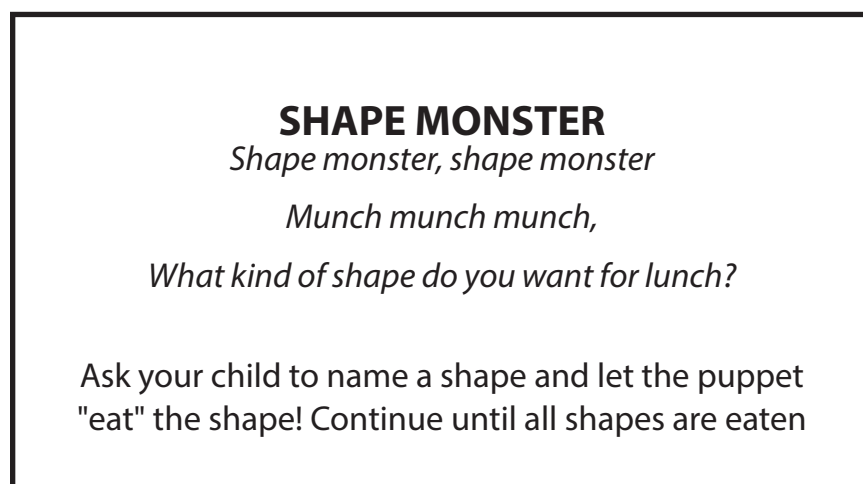 SHAPE MONSTER
Shape monster, shape monster
Munch munch munch,
What kind of shape do you want for lunch?
Ask your child to name a shape and let the puppet
"eat" the shape! Continue until all shapes are eaten